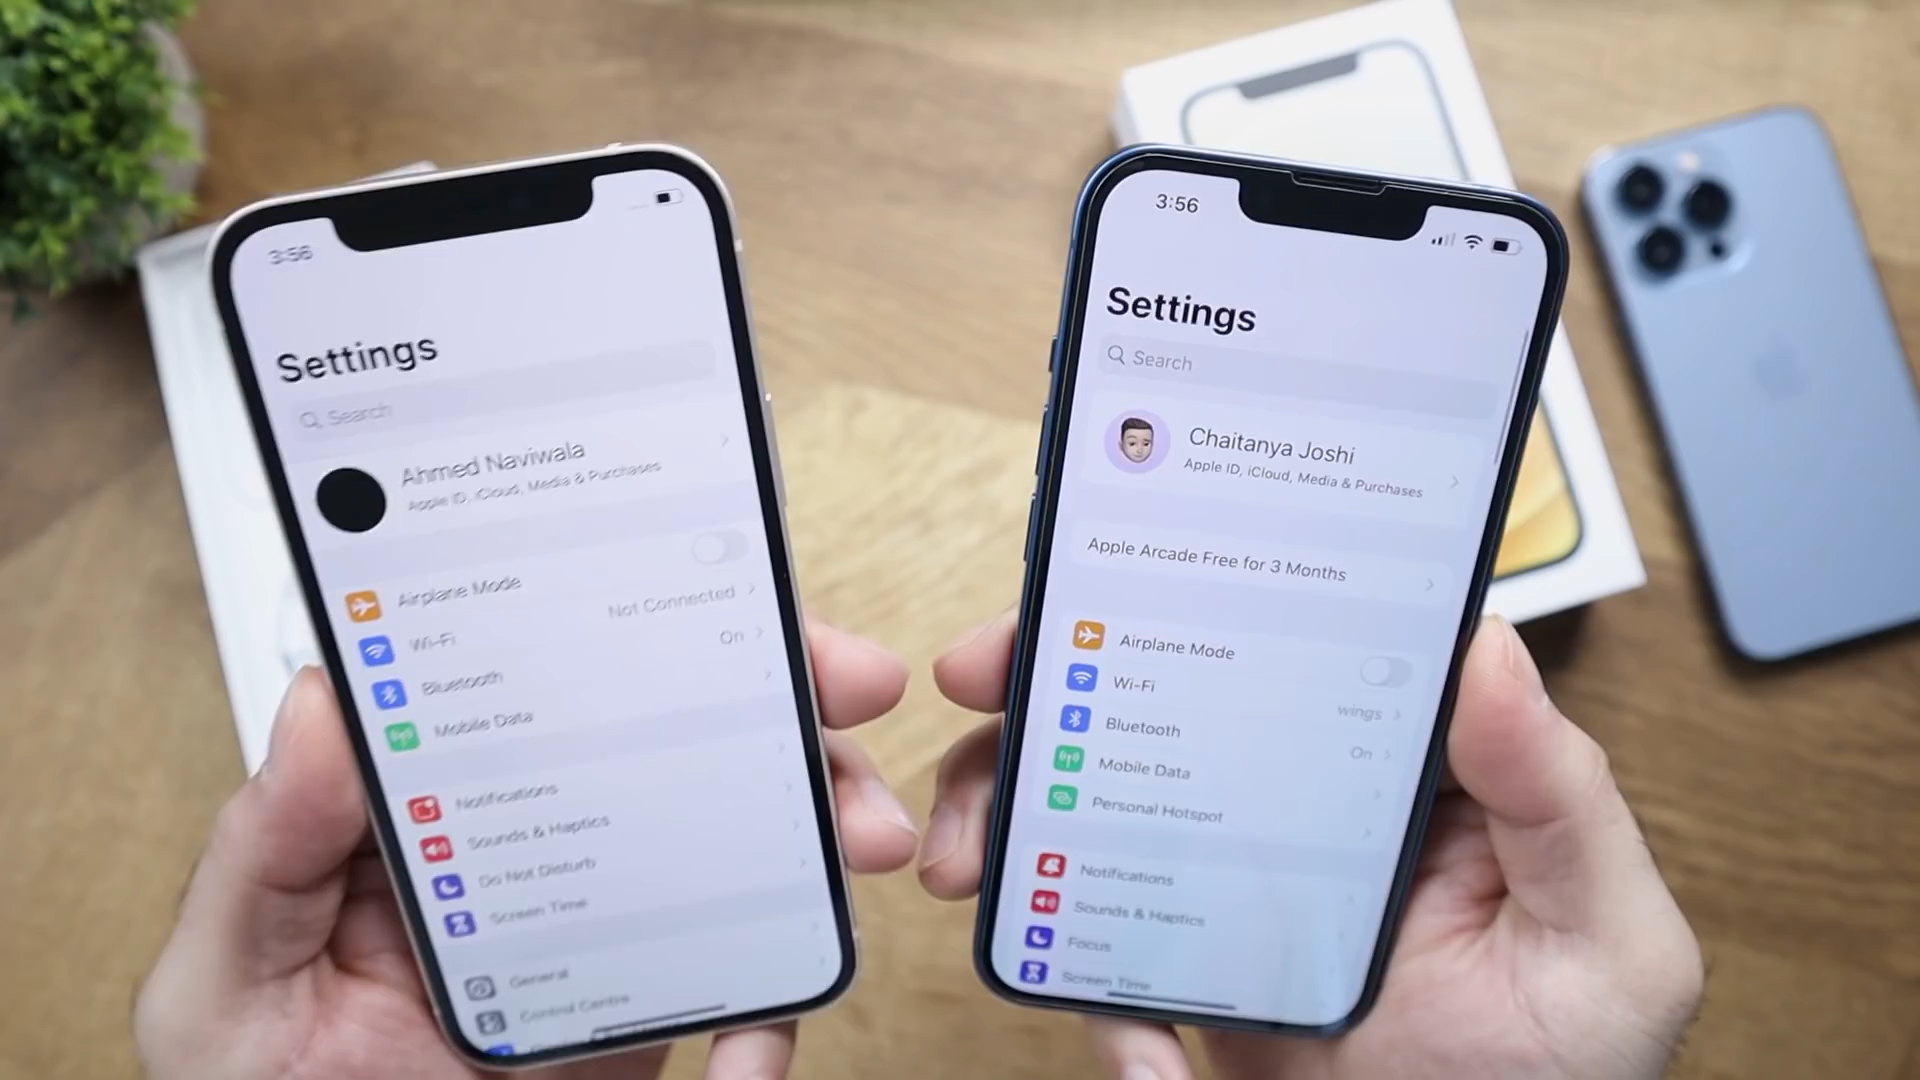 3:56
Settings
Search
Ahmed Naviwala
Apple ID, iCloud, Media & Purchases
Airplane Mode
Wi-Fi
Not Connected
Bluetooth
On
Mobile Data
Notifications
Sounds & Haptics
Do Not Disturb
Screen Time
General
Control Centre
3:56
Settings
Search
Chaitanya Joshi
Apple ID, iCloud, Media & Purchases
Apple Arcade Free for 3 Months
Airplane Mode
Wi-Fi
wings
Bluetooth
On
Mobile Data
Personal Hotspot
Notifications
Sounds & Haptics
Focus
Screen Time